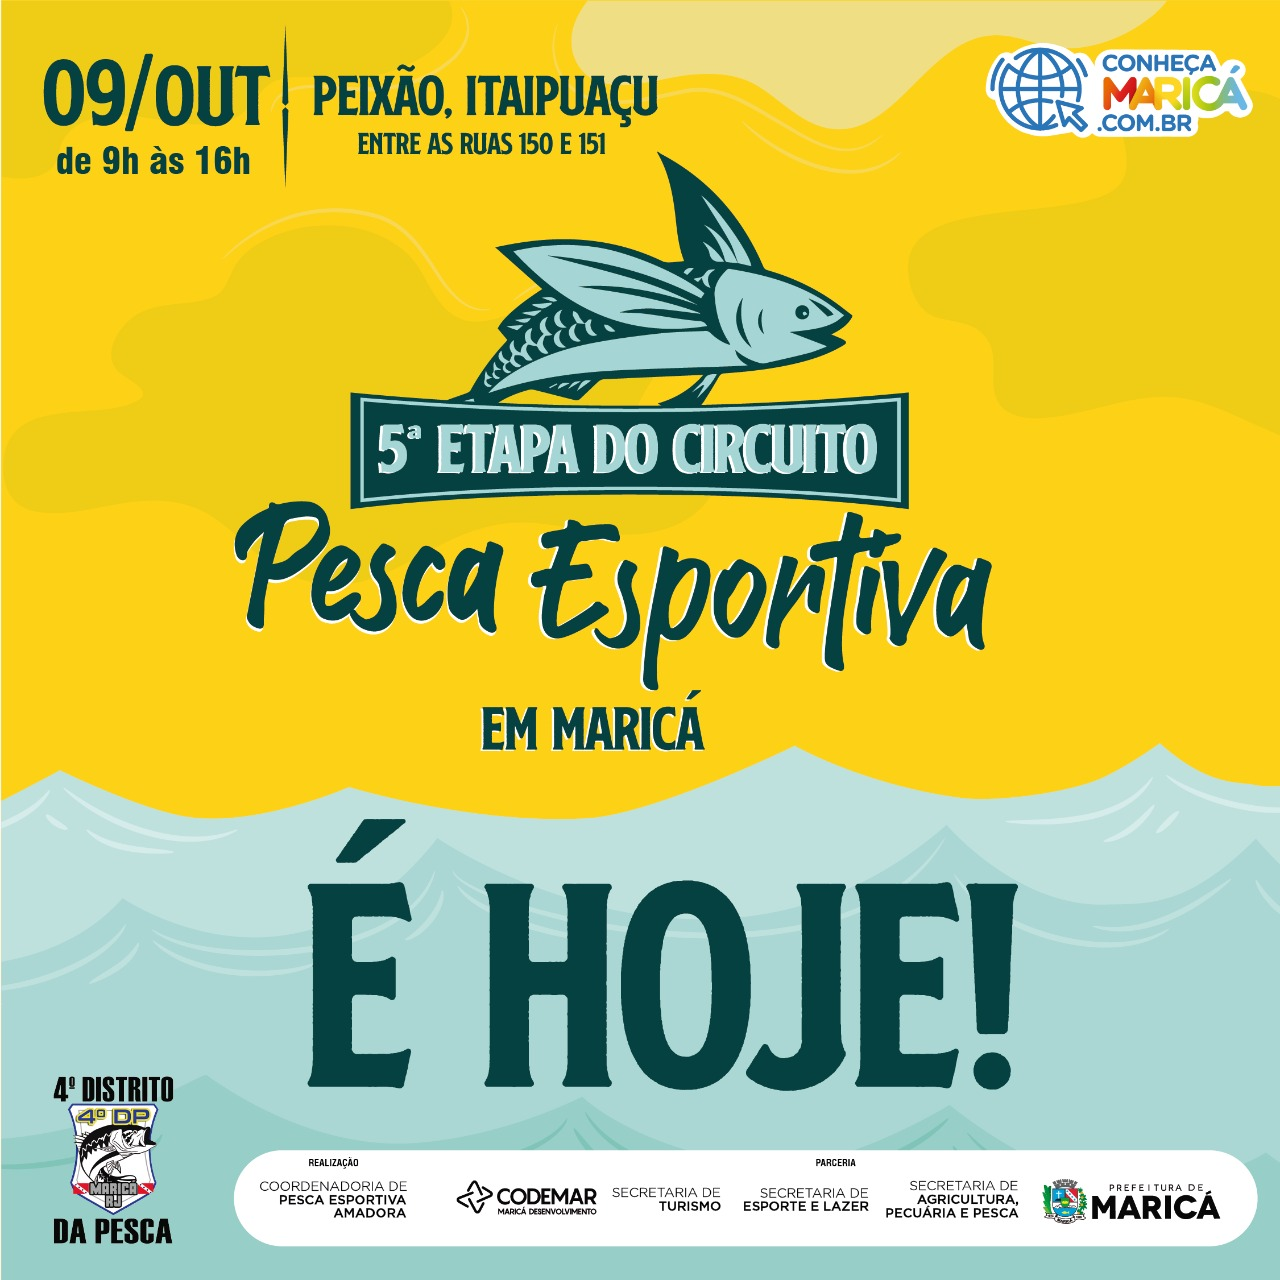 09/OUT
de 9h às 16h
PEIXÃO, ITAIPUAÇU
ENTRE AS RUAS 150 E 151
CONHEÇA
MARICÁ
.COM.BR
5ª ETAPA DO CIRCUITO
Pesca Esportiva
EM MARICÁ
É HOJE!
4º DISTRITO
4º DP
MARICÁ
RJ
DA PESCA
REALIZAÇÃO
COORDENADORIA DE
PESCA ESPORTIVA
AMADORA
CODEMAR
MARICÁ DESENVOLVIMENTO
PARCERIA
SECRETARIA DE
TURISMO
SECRETARIA DE
ESPORTE E LAZER
SECRETARIA DE
AGRICULTURA,
PECUÁRIA E PESCA
PREFEITURA DE
MARICÁ